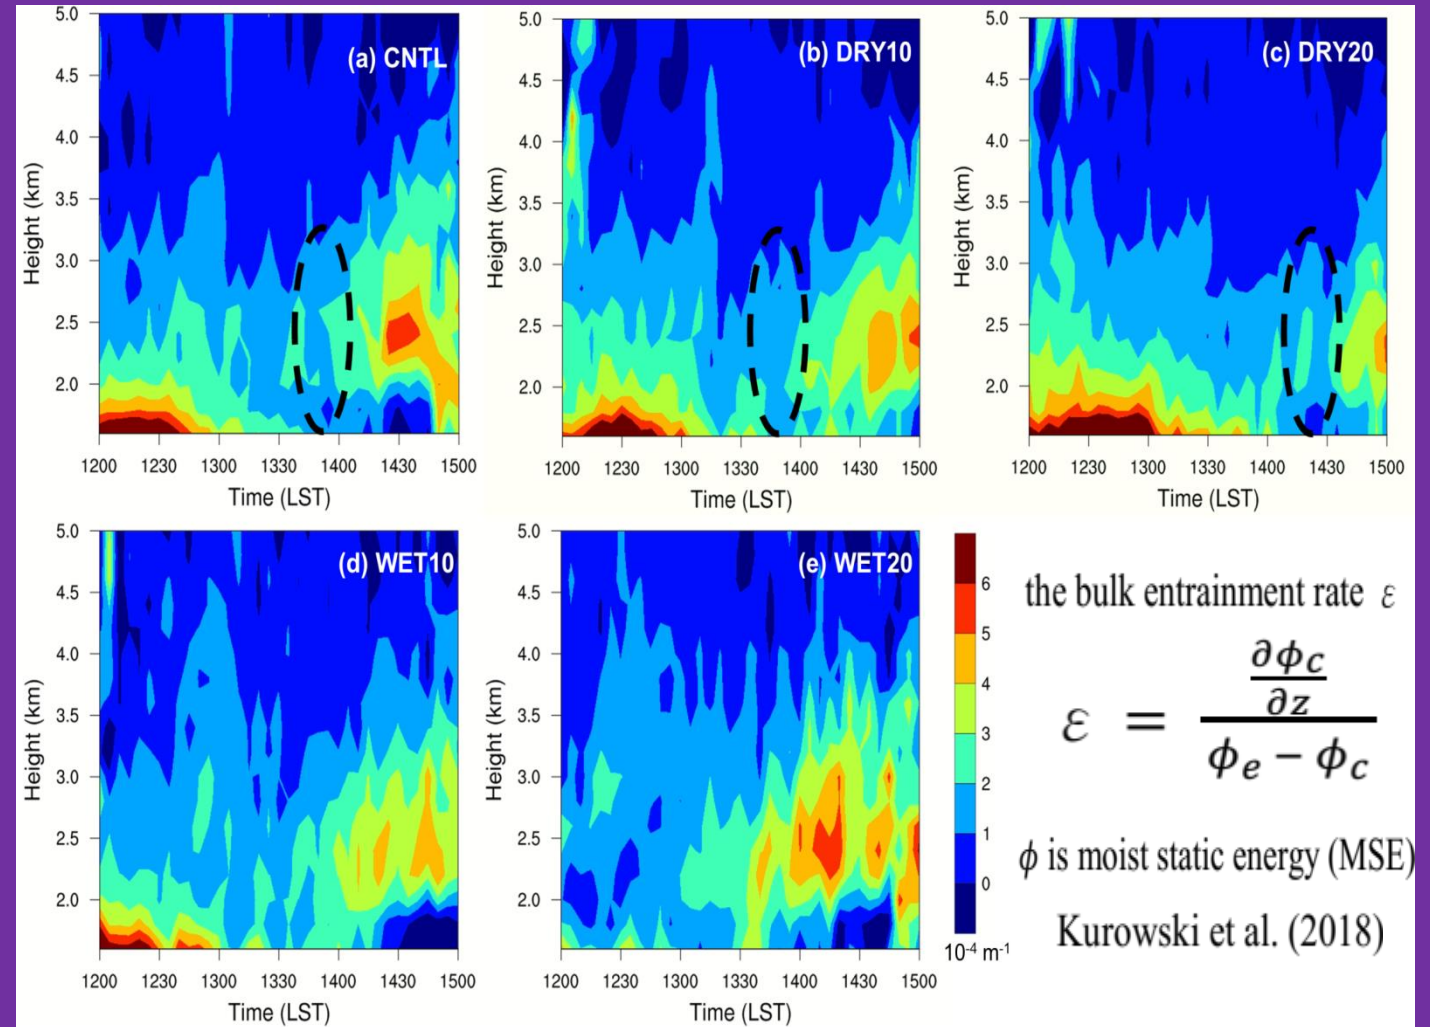 (a) CNTL
5.0
4.5
4.0
3.5
3.0
2.5
2.0
Height (km)
1200 1230 1300 1330 1400 1430 1500
Time (LST)
(b) DRY10
5.0
4.5
4.0
3.5
3.0
2.5
2.0
Height (km)
1200 1230 1300 1330 1400 1430 1500
Time (LST)
(c) DRY20
5.0
4.5
4.0
3.5
3.0
2.5
2.0
Height (km)
1200 1230 1300 1330 1400 1430 1500
Time (LST)
(d) WET10
5.0
4.5
4.0
3.5
3.0
2.5
2.0
Height (km)
1200 1230 1300 1330 1400 1430 1500
Time (LST)
(e) WET20
5.0
4.5
4.0
3.5
3.0
2.5
2.0
Height (km)
1200 1230 1300 1330 1400 1430 1500
Time (LST)
6
5
4
3
2
1
0
10⁻⁴ m⁻¹
the bulk entrainment rate ε
∂ϕc
ε = ∂z
ϕe − ϕc
ϕ is moist static energy (MSE)
Kurowski et al. (2018)